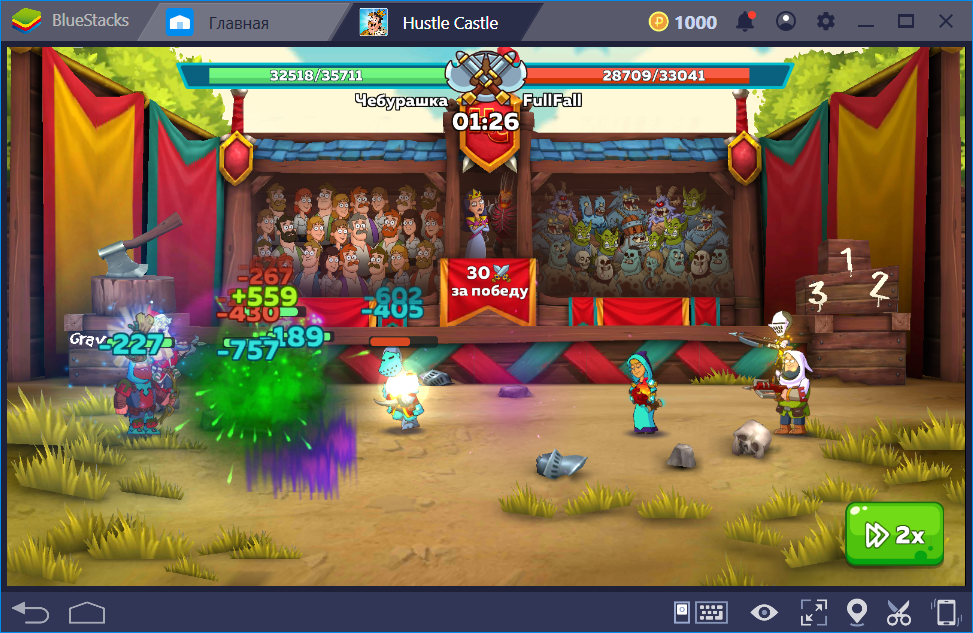 BlueStacks
Главная
Hustle Castle
P 1000
32518/35711
28709/33041
Чебурашка
FullFall
01:26
30
за победу
1
2
3
-267
+559
-430
-602
-405
-189
-757
Grav
-227
2x